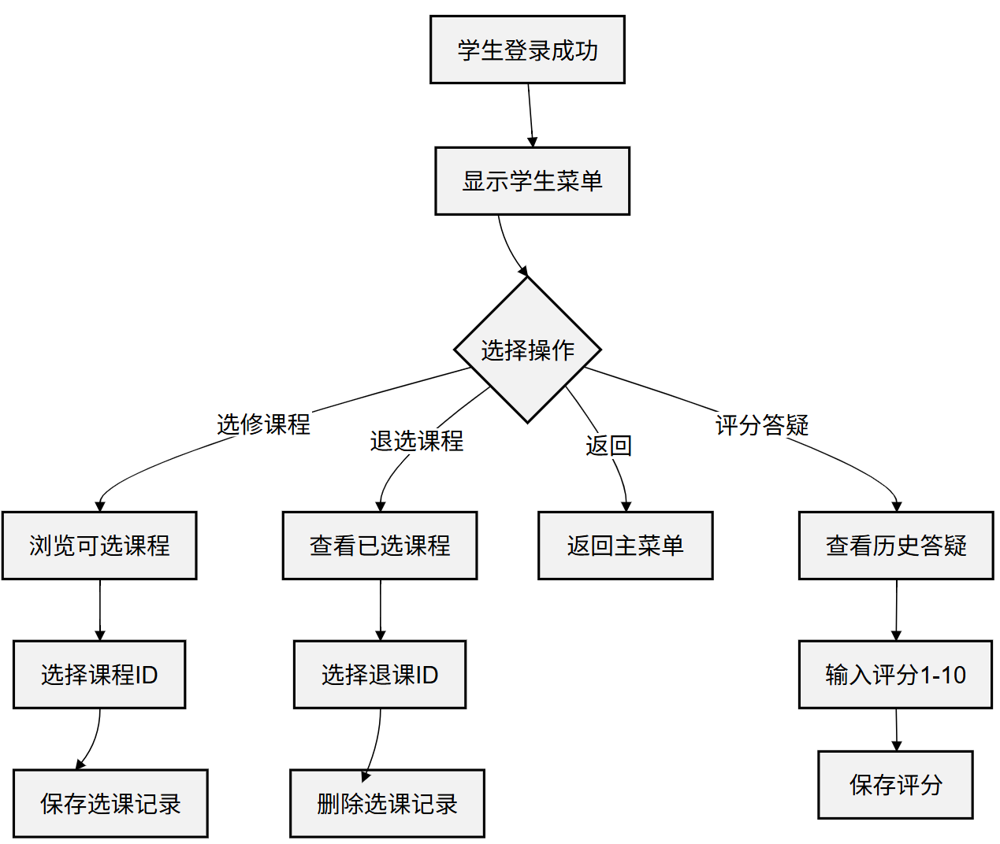 学生登录成功
显示学生菜单
选择操作
选修课程
退选课程
返回
评分答疑
浏览可选课程
查看已选课程
返回主菜单
查看历史答疑
选择课程ID
选择退课ID
输入评分1-10
保存选课记录
删除选课记录
保存评分